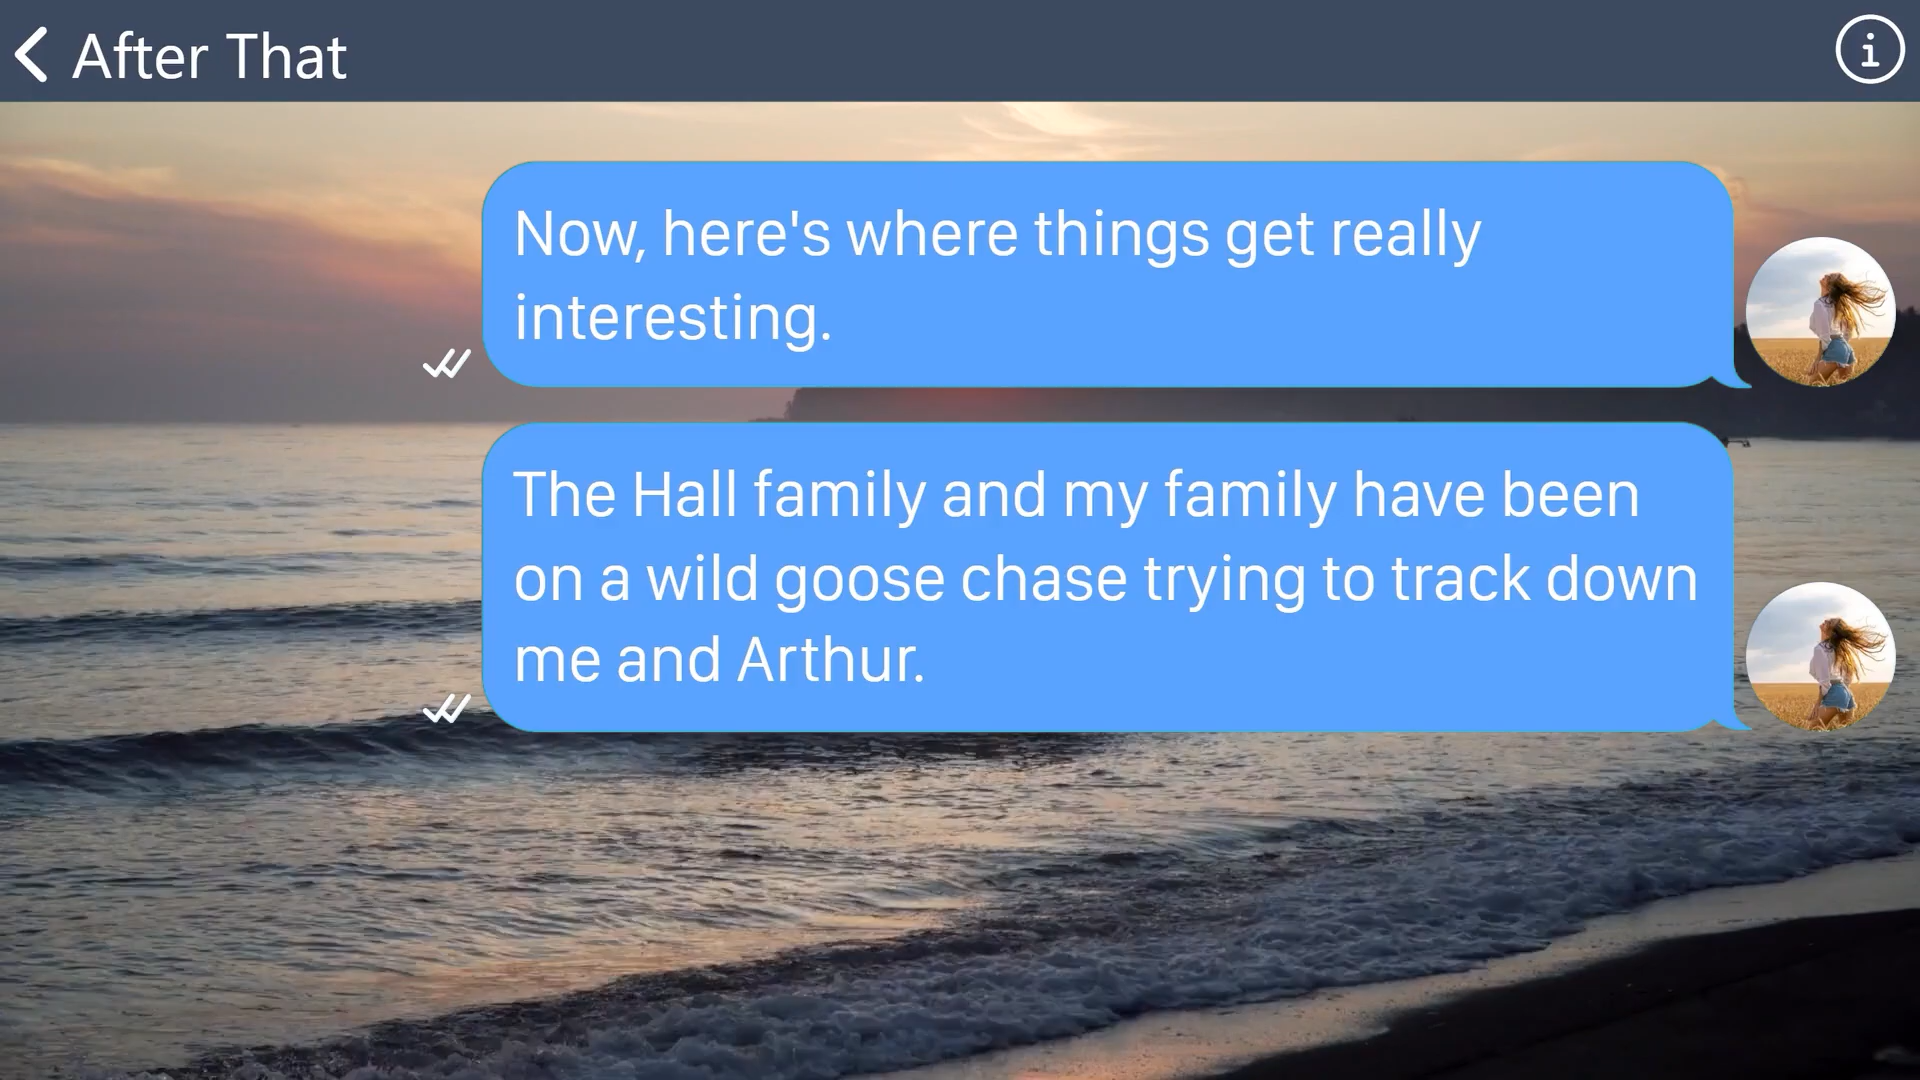 After That
Now, here's where things get really
interesting.
The Hall family and my family have been
on a wild goose chase trying to track down
me and Arthur.